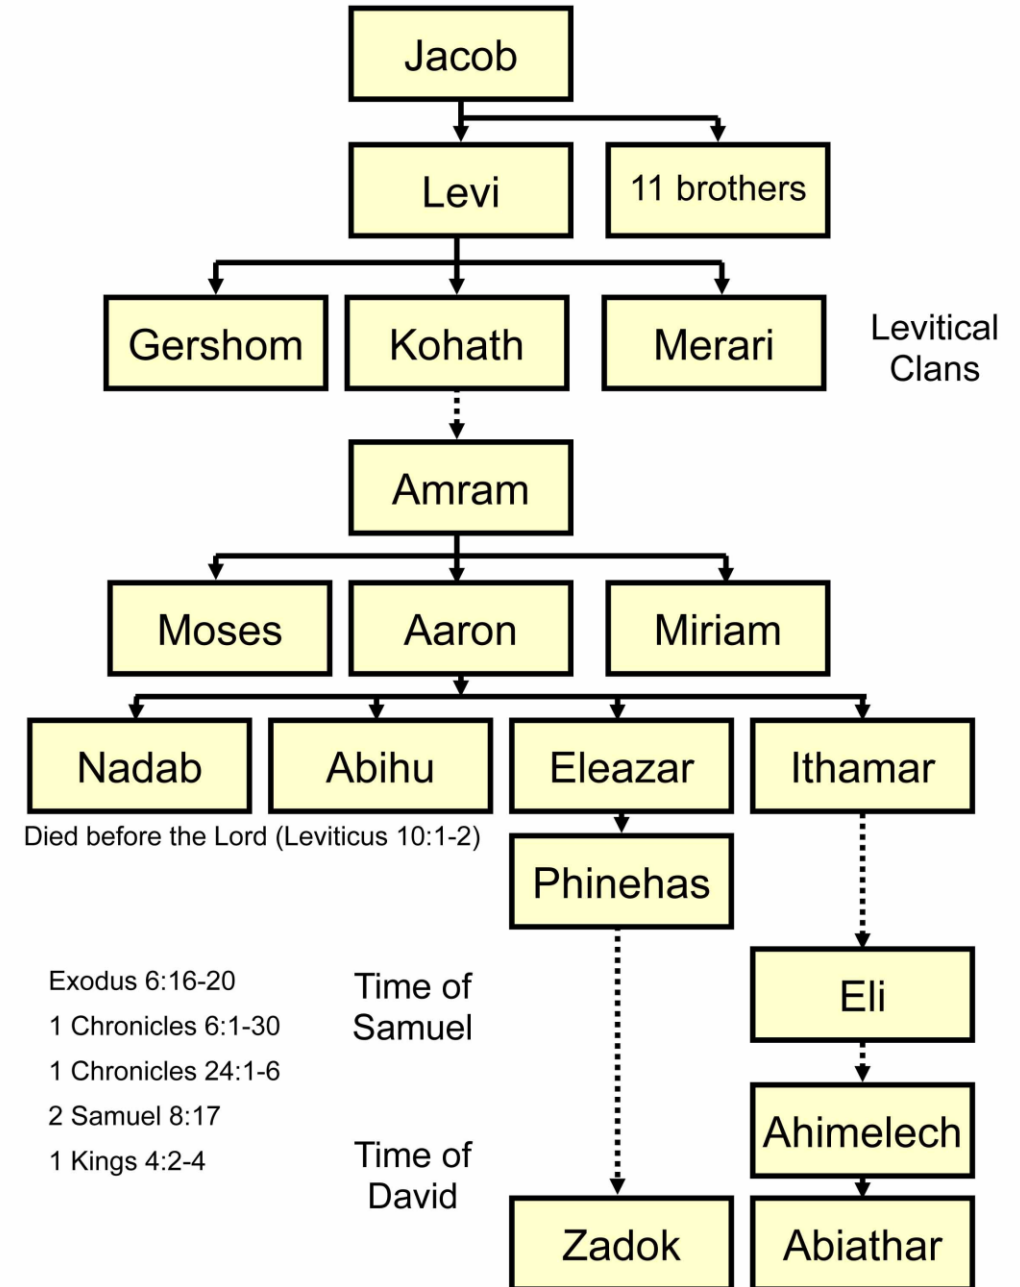 Jacob
Levi
11 brothers
Gershom
Kohath
Merari
Levitical
Clans
Amram
Moses
Aaron
Miriam
Nadab
Abihu
Eleazar
Ithamar
Died before the Lord (Leviticus 10:1-2)
Phinehas
Exodus 6:16-20
1 Chronicles 6:1-30
1 Chronicles 24:1-6
2 Samuel 8:17
1 Kings 4:2-4
Time of
Samuel
Eli
Ahimelech
Time of
David
Zadok
Abiathar